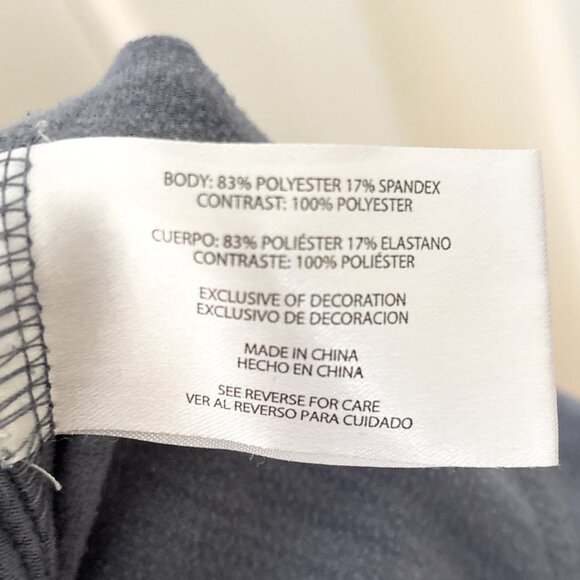 BODY: 83% POLYESTER 17% SPANDEX
CONTRAST: 100% POLYESTER
CUERPO: 83% POLIÉSTER 17% ELASTANO
CONTRASTE: 100% POLIÉSTER
EXCLUSIVE OF DECORATION
EXCLUSIVO DE DECORACION
MADE IN CHINA
HECHO EN CHINA
SEE REVERSE FOR CARE
VER AL REVERSO PARA CUIDADO